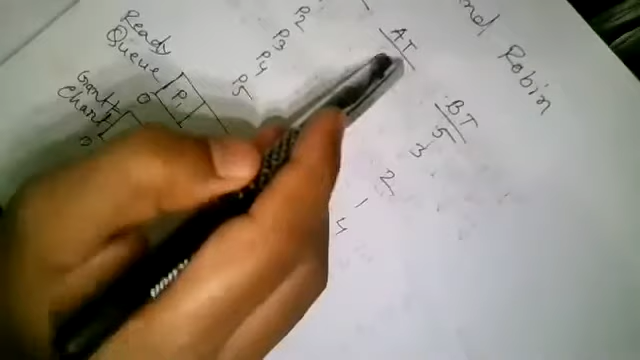 nd Robin
AT BT
5
P2 3
P3 2
P4 1
P5 4
Ready
Queue P1
0
Gantt
Chart
0